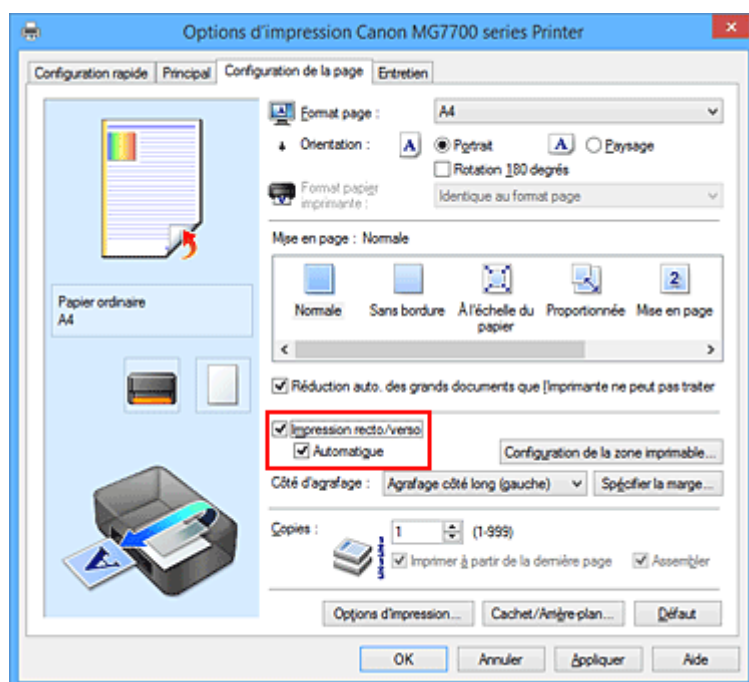 Options d'impression Canon MG7700 series Printer
Configuration rapide Principal Configuration de la page Entretien
Format page : A4
Orientation : A Portrait A Paysage
Rotation 180 degrés
Format papier imprimante : Identique au format page
Mise en page : Normale
Papier ordinaire
A4
2
Normale Sans bordure À l'échelle du papier Proportionnée Mise en page
Réduction auto. des grands documents que l'imprimante ne peut pas traiter
Impression recto/verso
Automatique Configuration de la zone imprimable...
Côté d'agrafage : Agrafage côté long (gauche) Spécifier la marge...
Copies : 1 (1-999)
Imprimer à partir de la dernière page Assembler
A
Options d'impression... Cachet/Arrière-plan... Défaut
OK Annuler Appliquer Aide